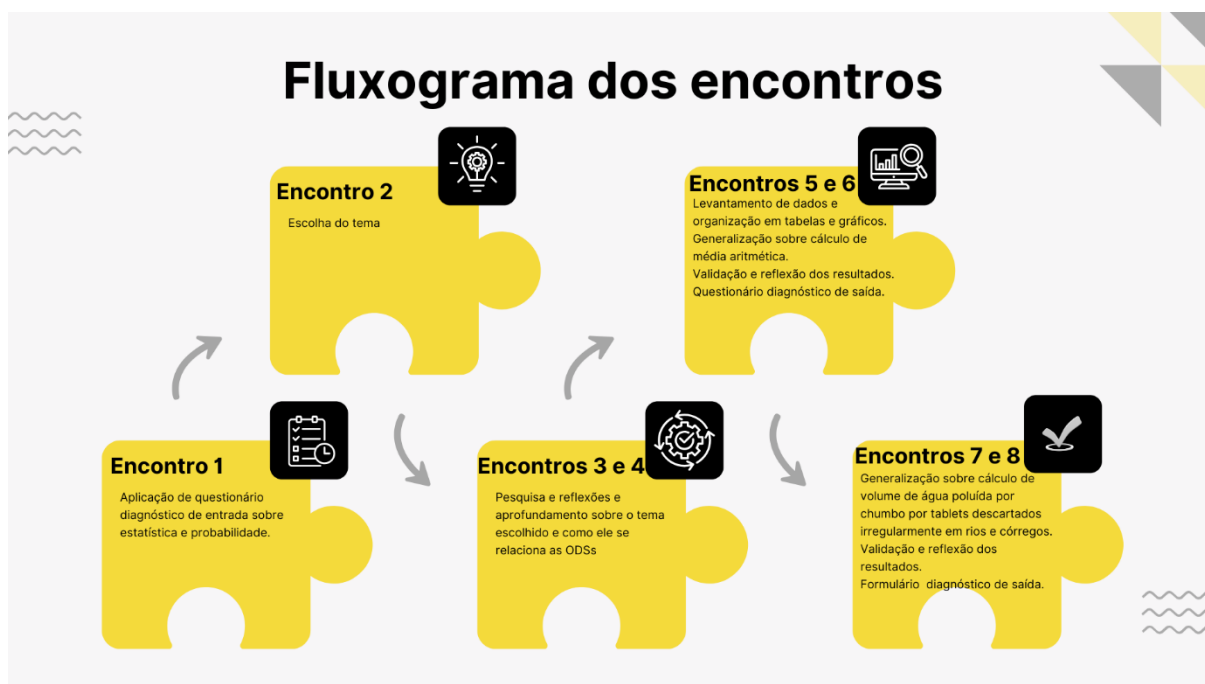 Fluxograma dos encontros
Encontro 1
Aplicação de questionário
diagnóstico de entrada sobre
estatística e probabilidade.
Encontro 2
Escolha do tema
Encontros 3 e 4
Pesquisa e reflexões e
aprofundamento sobre o tema
escolhido e como ele se
relaciona as ODSs
Encontros 5 e 6
Levantamento de dados e
organização em tabelas e gráficos.
Generalização sobre cálculo de
média aritmética.
Validação e reflexão dos resultados.
Questionário diagnóstico de saída.
Encontros 7 e 8
Generalização sobre cálculo de
volume de água poluída por
chumbo por tablets descartados
irregularmente em rios e córregos.
Validação e reflexão dos
resultados.
Formulário diagnóstico de saída.